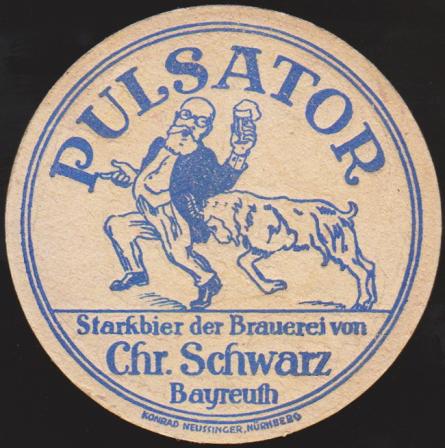 PULSATOR
Starkbier der Brauerei von
Chr. Schwarz
Bayreuth
KONRAD NEUSSINGER, NÜRNBERG